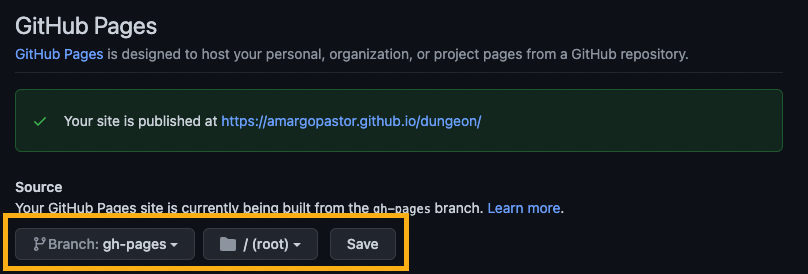 GitHub Pages
GitHub Pages is designed to host your personal, organization, or project pages from a GitHub repository.
Your site is published at https://amargopastor.github.io/dungeon/
Source
Your GitHub Pages site is currently being built from the gh-pages branch. Learn more.
Branch: gh-pages / (root) Save